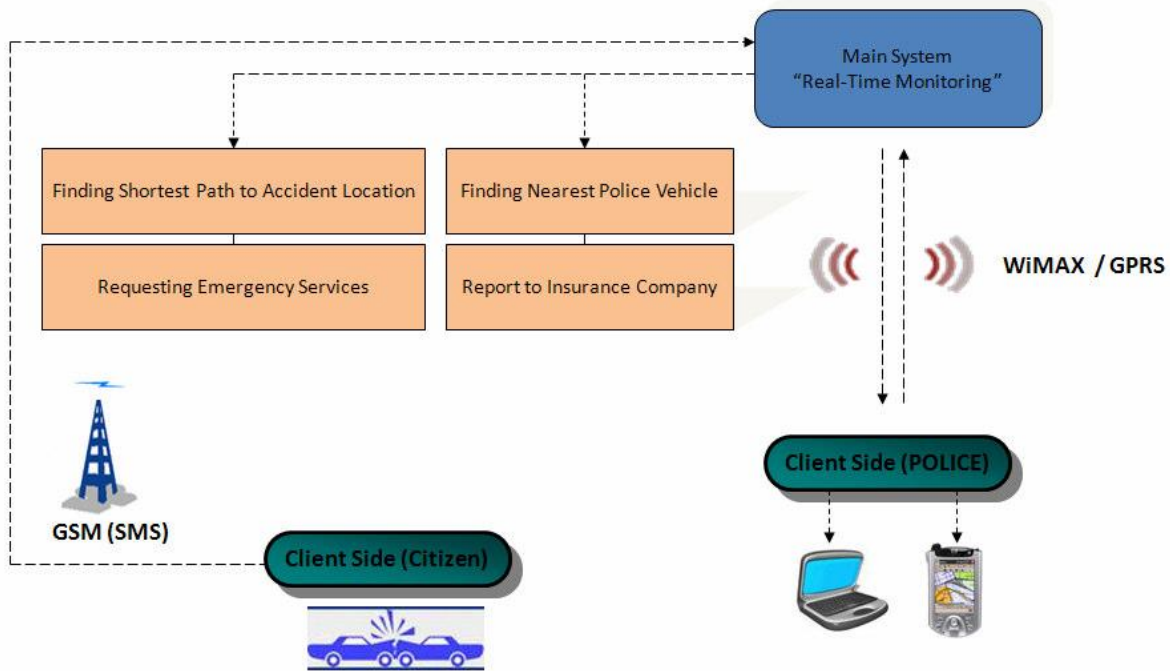 Main System
“Real-Time Monitoring”
Finding Shortest Path to Accident Location
Finding Nearest Police Vehicle
Requesting Emergency Services
Report to Insurance Company
WiMAX / GPRS
Client Side (POLICE)
GSM (SMS)
Client Side (Citizen)